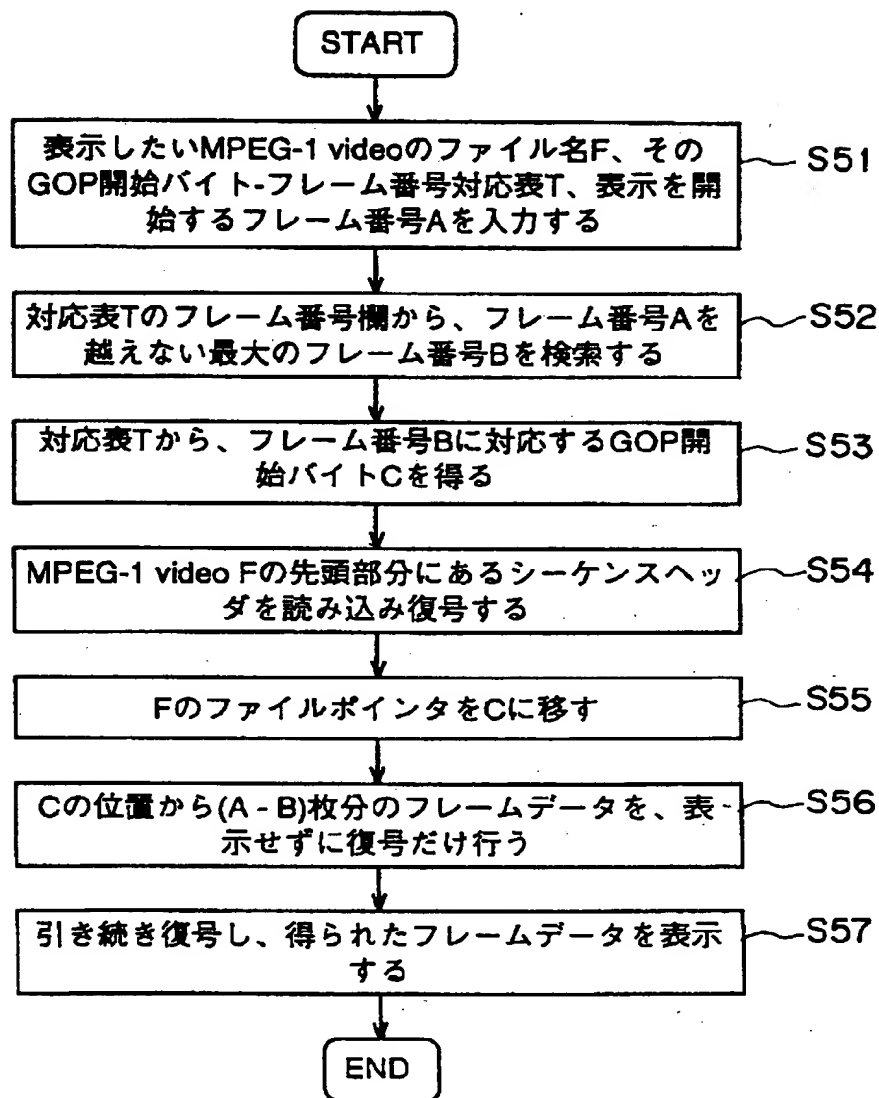 START
表示したいMPEG-1 videoのファイル名F、その
GOP開始バイト-フレーム番号対応表T、表示を開
始するフレーム番号Aを入力する
S51
対応表Tのフレーム番号欄から、フレーム番号Aを
越えない最大のフレーム番号Bを検索する
S52
対応表Tから、フレーム番号Bに対応するGOP開
始バイトCを得る
S53
MPEG-1 video Fの先頭部分にあるシーケンスヘッ
ダを読み込み復号する
S54
FのファイルポインタをCに移す
S55
Cの位置から(A - B)枚分のフレームデータを、表
示せずに復号だけ行う
S56
引き続き復号し、得られたフレームデータを表示
する
S57
END